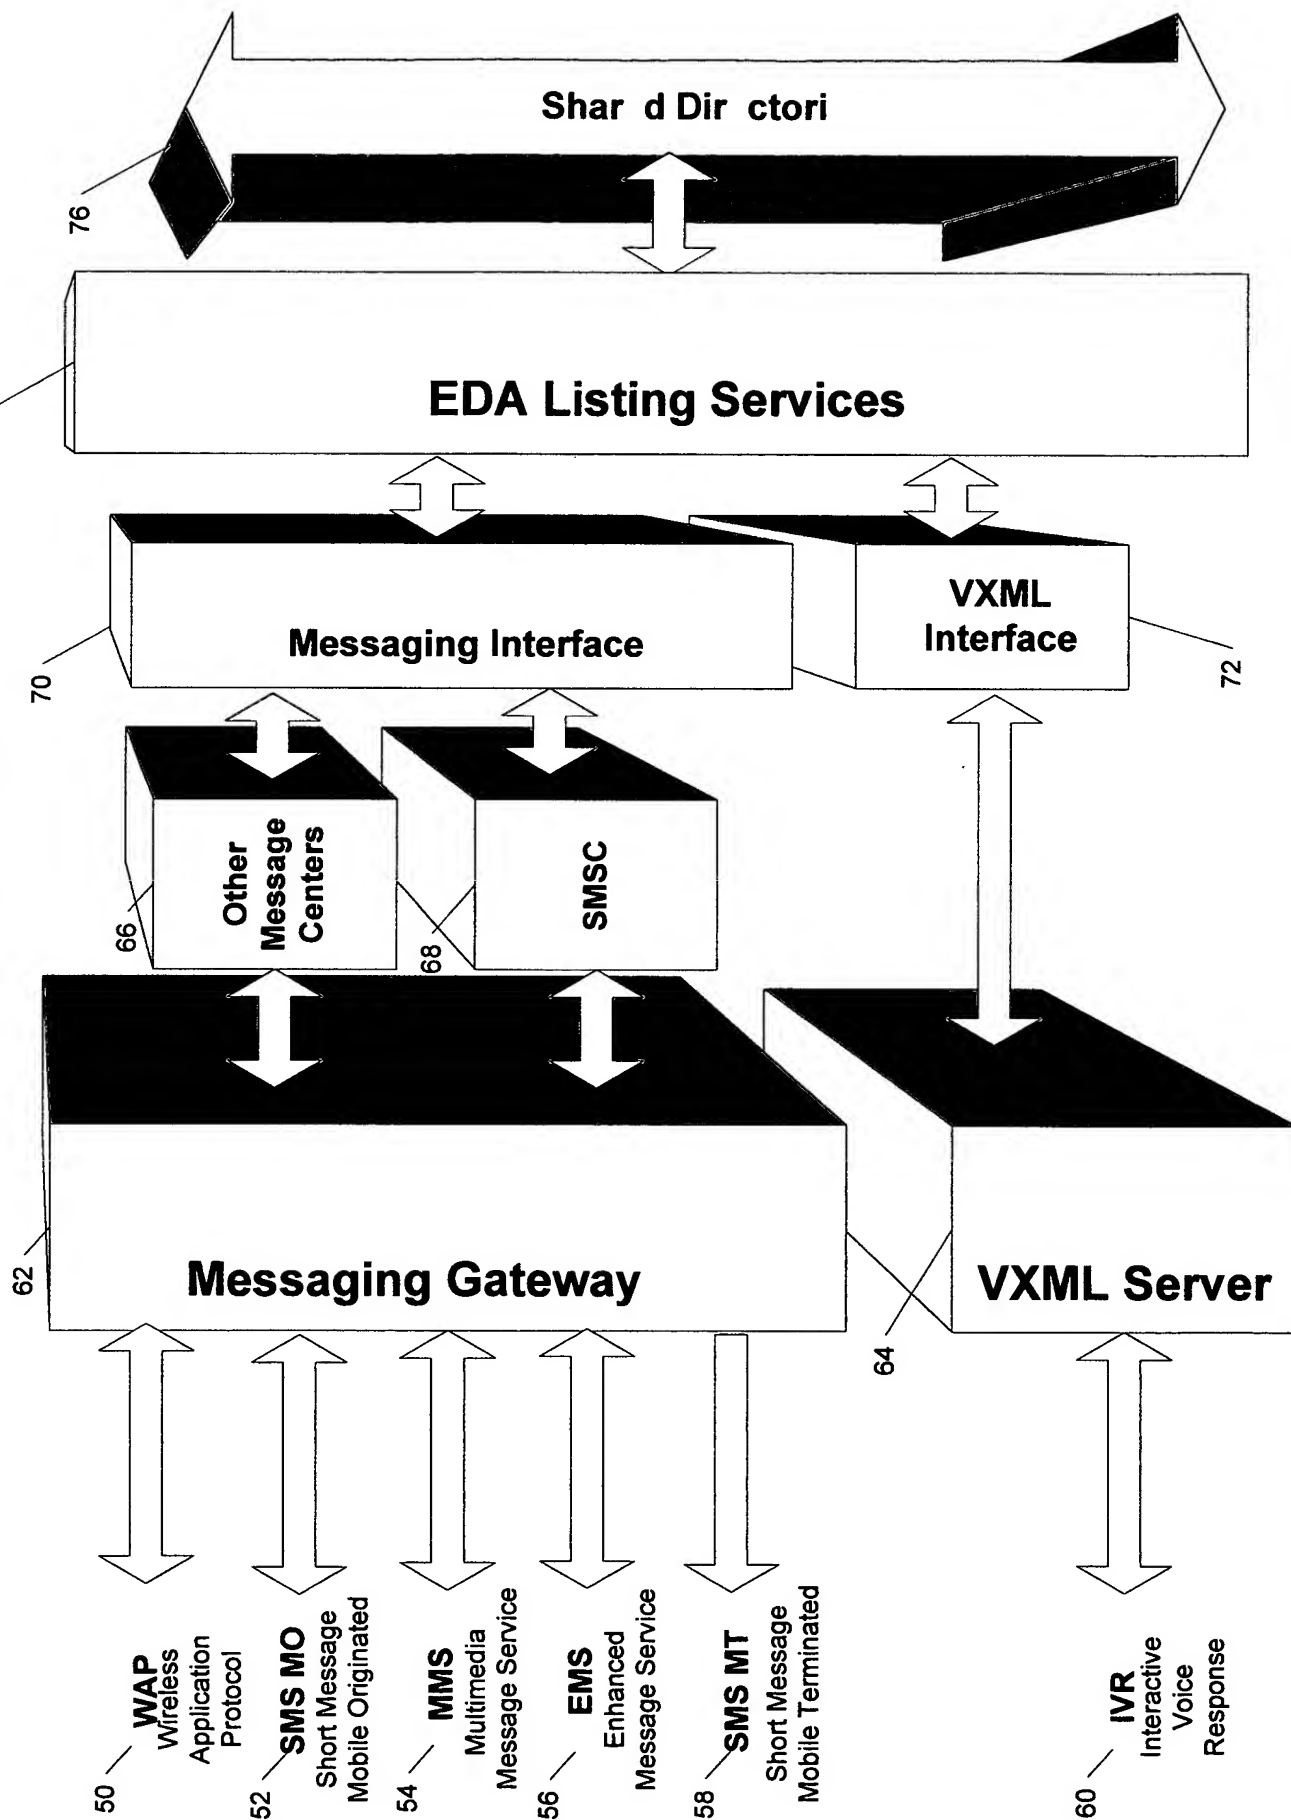 76
Shar d Dir ctori
EDA Listing Services
70
Messaging Interface
VXML
Interface
72
66
Other
Message
Centers
68
SMSC
62
Messaging Gateway
64
VXML Server
50
WAP
Wireless
Application
Protocol
52
SMS MO
Short Message
Mobile Originated
54
MMS
Multimedia
Message Service
56
EMS
Enhanced
Message Service
58
SMS MT
Short Message
Mobile Terminated
60
IVR
Interactive
Voice
Response